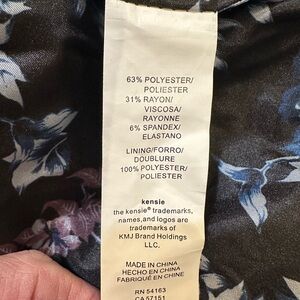 63% POLYESTER/
POLIESTER
31% RAYON/
VISCOSA/
RAYONNE
6% SPANDEX/
ELASTANO
LINING/FORRO/
DOUBLURE
100% POLYESTER/
POLIESTER
kensie
the kensie® trademarks,
names,and logos are
trademarks of
KMJ Brand Holdings
LLC.
MADE IN CHINA
HECHO EN CHINA
FABRIQUÉ EN CHINE
RN 54163
CA 57151